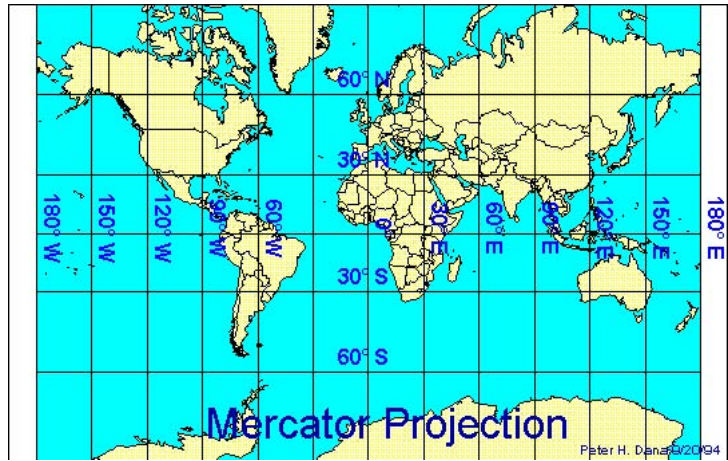 60° N
30° N
180° W
150° W
120° W
90° W
60° W
0°
30° E
60° E
90° E
120° E
150° E
180° E
30° S
60° S
Mercator Projection
Peter H. Dana 9/20/94